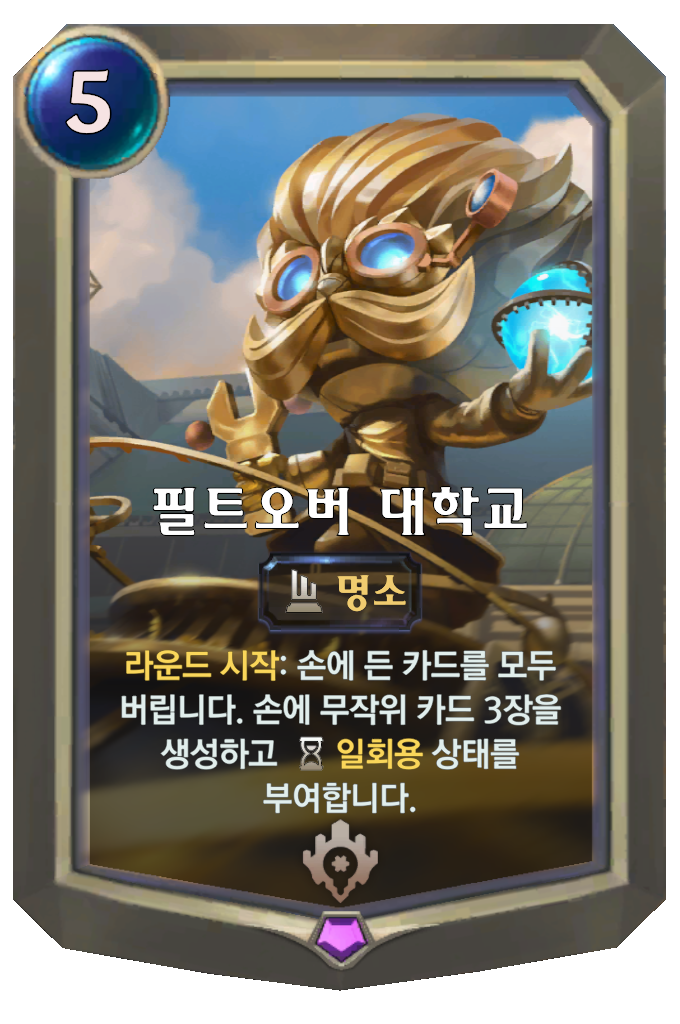 5
필트오버 대학교
명소
라운드 시작: 손에 든 카드를 모두
버립니다. 손에 무작위 카드 3장을
생성하고 일회용 상태를
부여합니다.